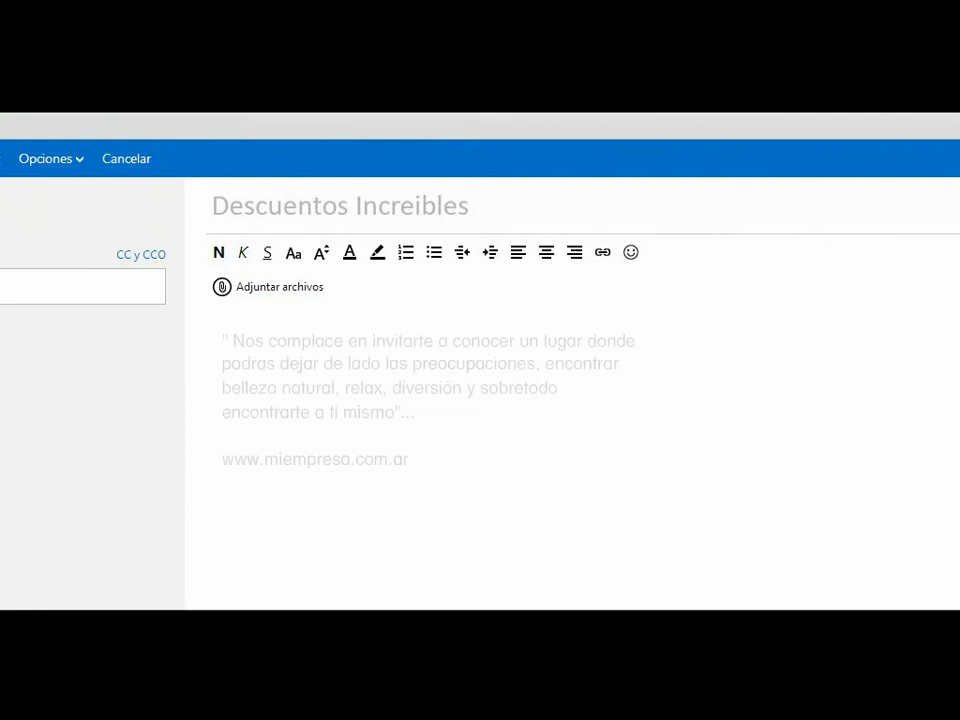 Opciones Cancelar
Descuentos Increibles
CC y CCO
N K S Aa A A
Adjuntar archivos
" Nos complace en invitarte a conocer un lugar donde
podras dejar de lado las preocupaciones, encontrar
belleza natural, relax, diversión y sobretodo
encontrarte a ti mismo"...
www.miempresa.com.ar